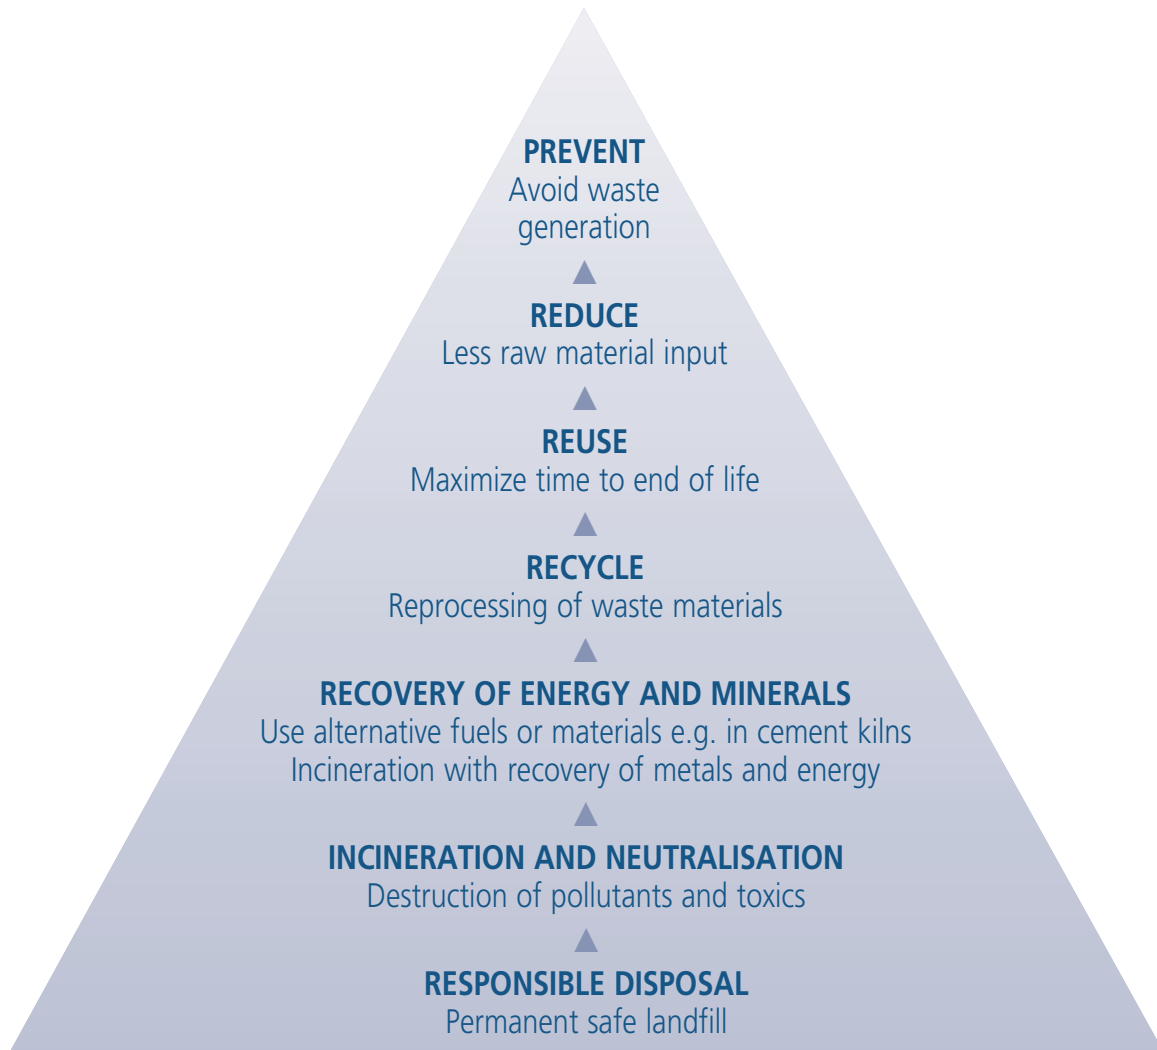 PREVENT
Avoid waste
generation
REDUCE
Less raw material input
REUSE
Maximize time to end of life
RECYCLE
Reprocessing of waste materials
RECOVERY OF ENERGY AND MINERALS
Use alternative fuels or materials e.g. in cement kilns
Incineration with recovery of metals and energy
INCINERATION AND NEUTRALISATION
Destruction of pollutants and toxics
RESPONSIBLE DISPOSAL
Permanent safe landfill